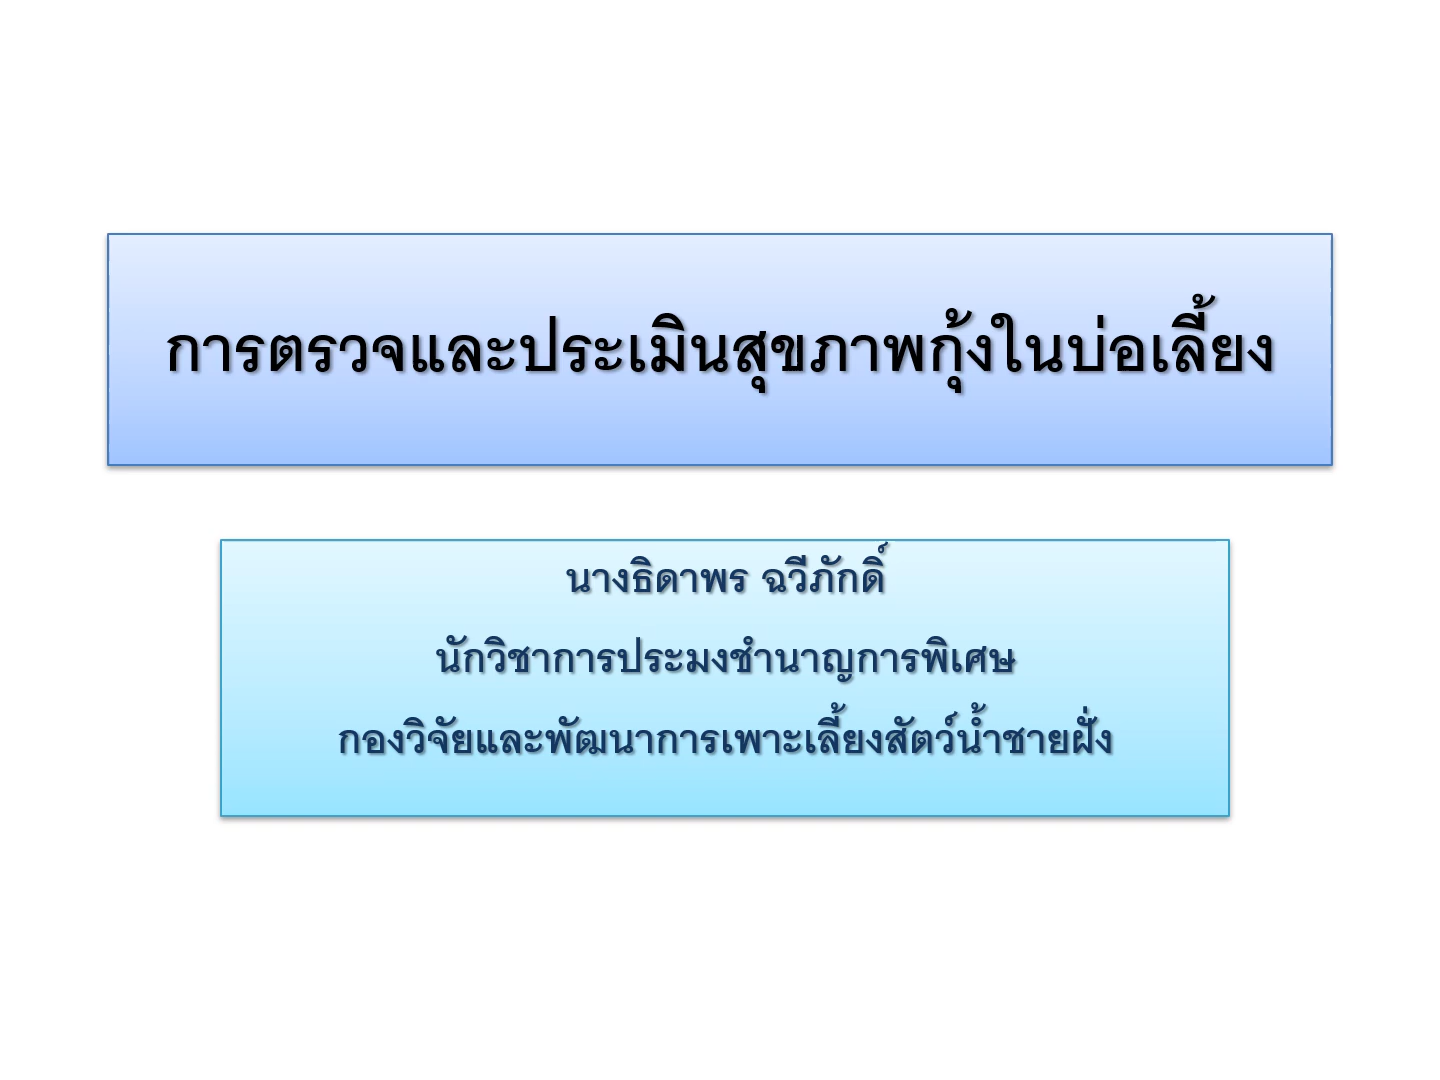 การตรวจและประเมินสุขภาพกุ้งในบ่อเลี้ยง
นางธิดาพร ฉวีภักดิ์
นักวิชาการประมงชำนาญการพิเศษ
กองวิจัยและพัฒนาการเพาะเลี้ยงสัตว์น้ำชายฝั่ง